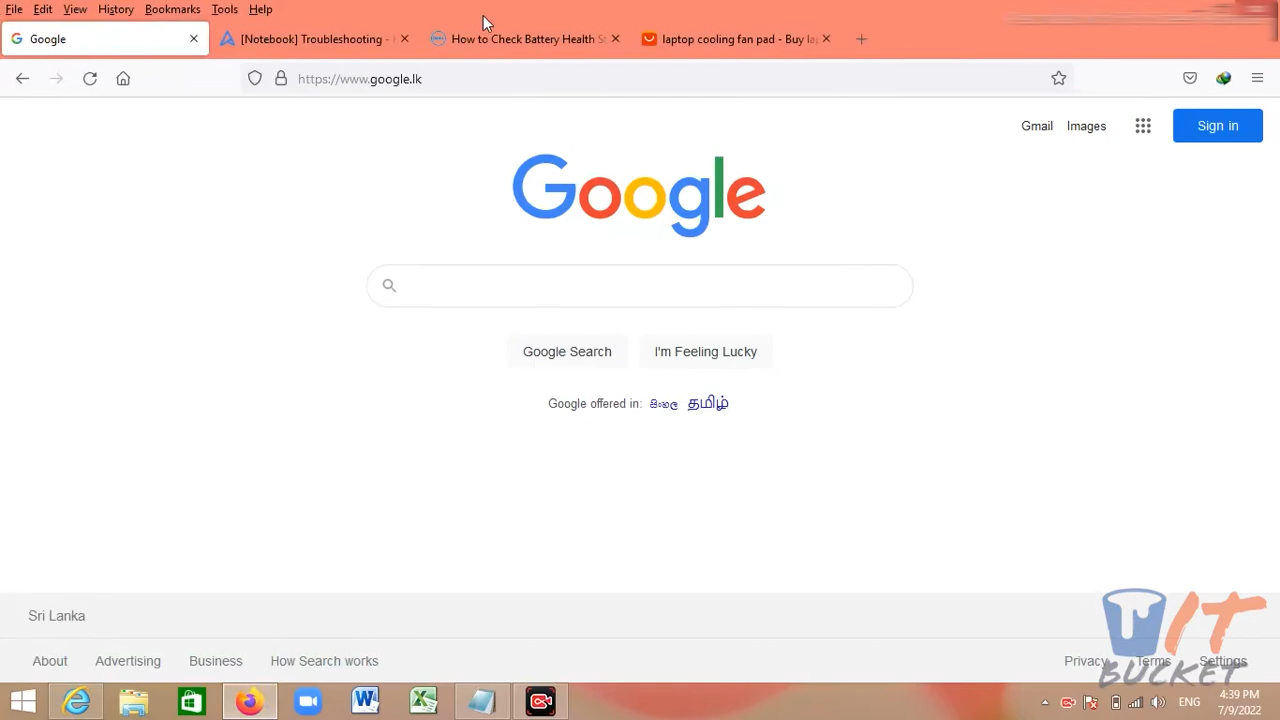 File Edit View History Bookmarks Tools Help
Google
[Notebook] Troubleshooting -
How to Check Battery Health St
laptop cooling fan pad - Buy la
https://www.google.lk
Gmail Images Sign in
Google
Google Search I'm Feeling Lucky
Google offered in: සිංහල தமிழ்
Sri Lanka
About Advertising Business How Search works
Privacy Terms Settings
IT
BUCKET
ENG
4:39 PM
7/9/2022